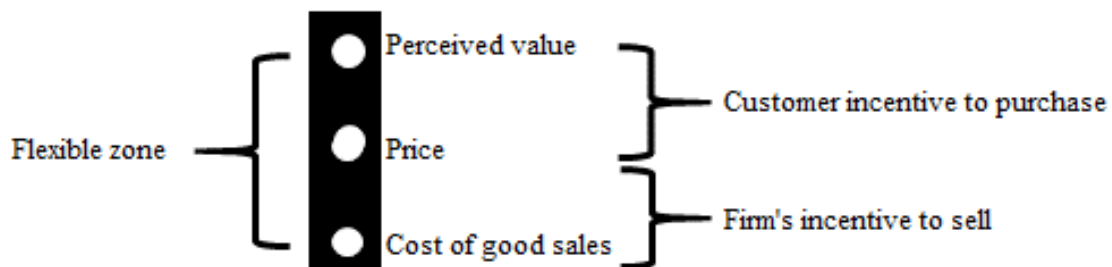 Perceived value
Customer incentive to purchase
Flexible zone
Price
Firm's incentive to sell
Cost of good sales